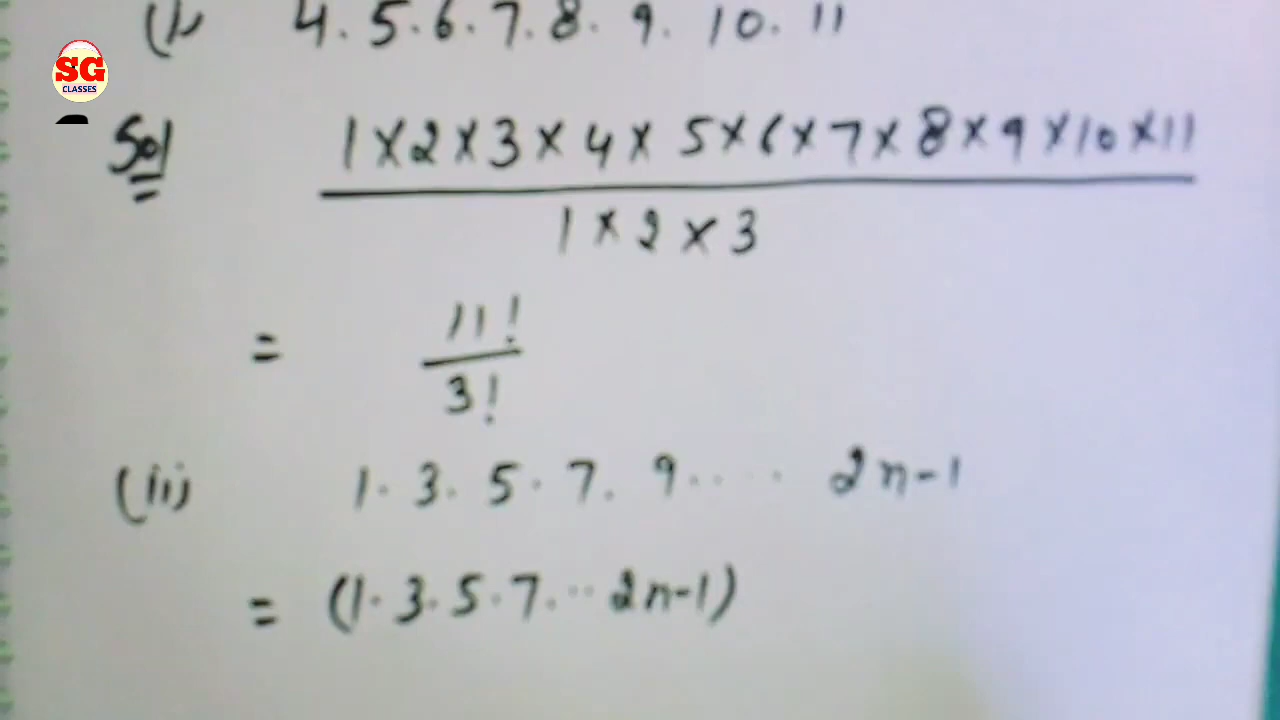 (i) 4. 5. 6. 7. 8. 9. 10. 11
SG
CLASSES
Sol 1 × 2 × 3 × 4 × 5 × 6 × 7 × 8 × 9 × 10 × 11
1 × 2 × 3
= 11!
3!
(ii) 1. 3. 5. 7. 9..... 2n-1
= (1. 3. 5. 7.... 2n-1)